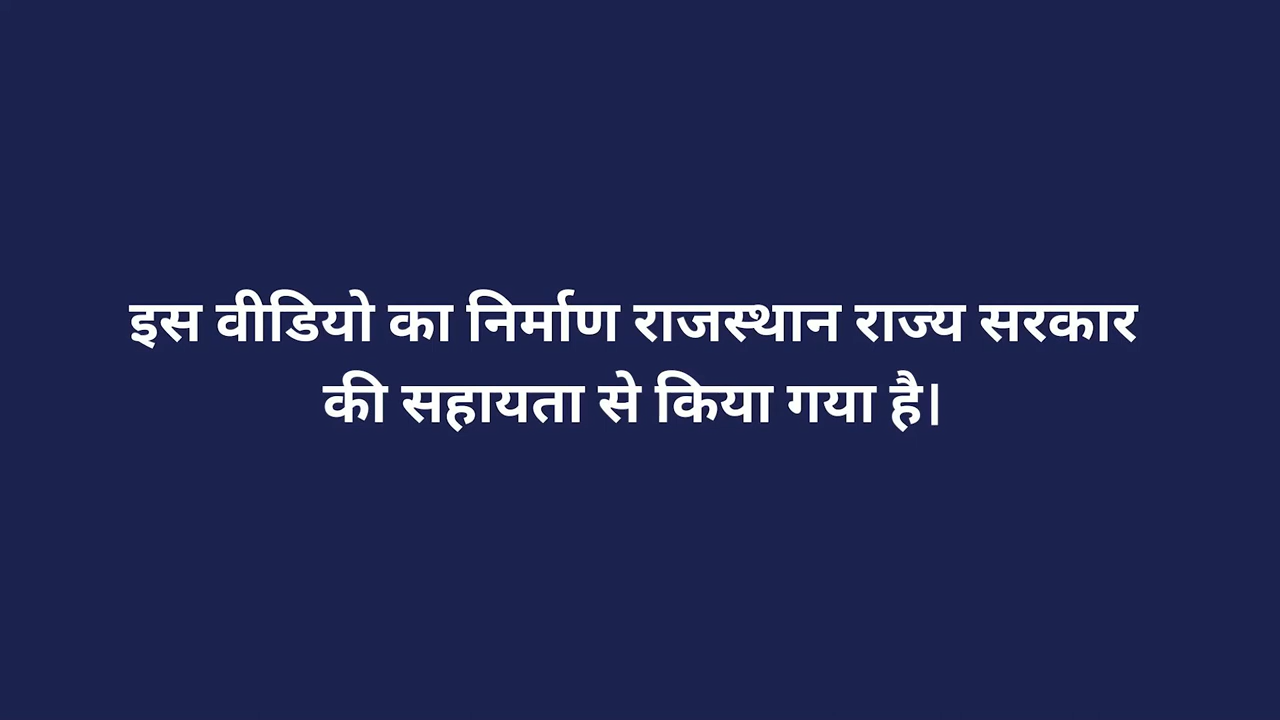 इस वीडियो का निर्माण राजस्थान राज्य सरकार
की सहायता से किया गया है।